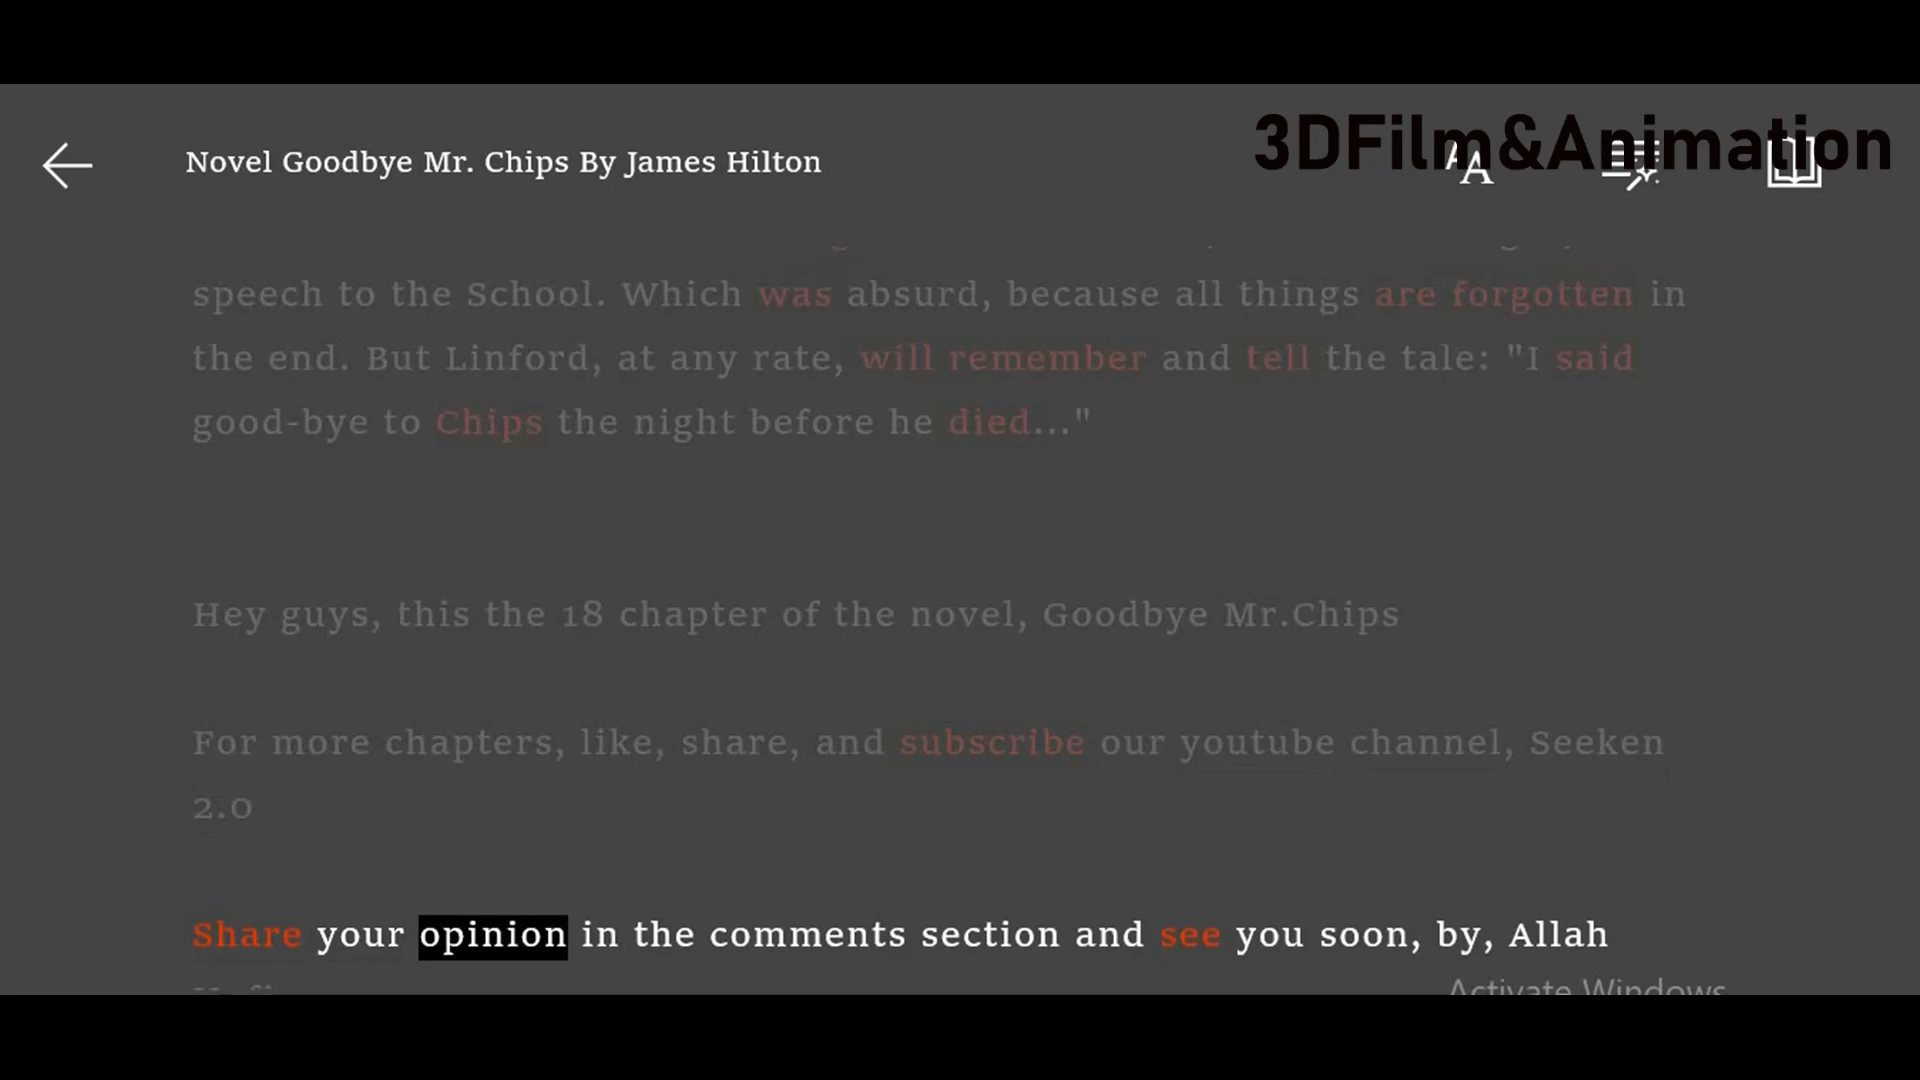 3DFilm&Animation
Novel Goodbye Mr. Chips By James Hilton
speech to the School. Which was absurd, because all things are forgotten in
the end. But Linford, at any rate, will remember and tell the tale: "I said
good-bye to Chips the night before he died..."
Hey guys, this the 18 chapter of the novel, Goodbye Mr.Chips
For more chapters, like, share, and subscribe our youtube channel, Seeken
2.0
Share your opinion in the comments section and see you soon, by, Allah
Activate Windows